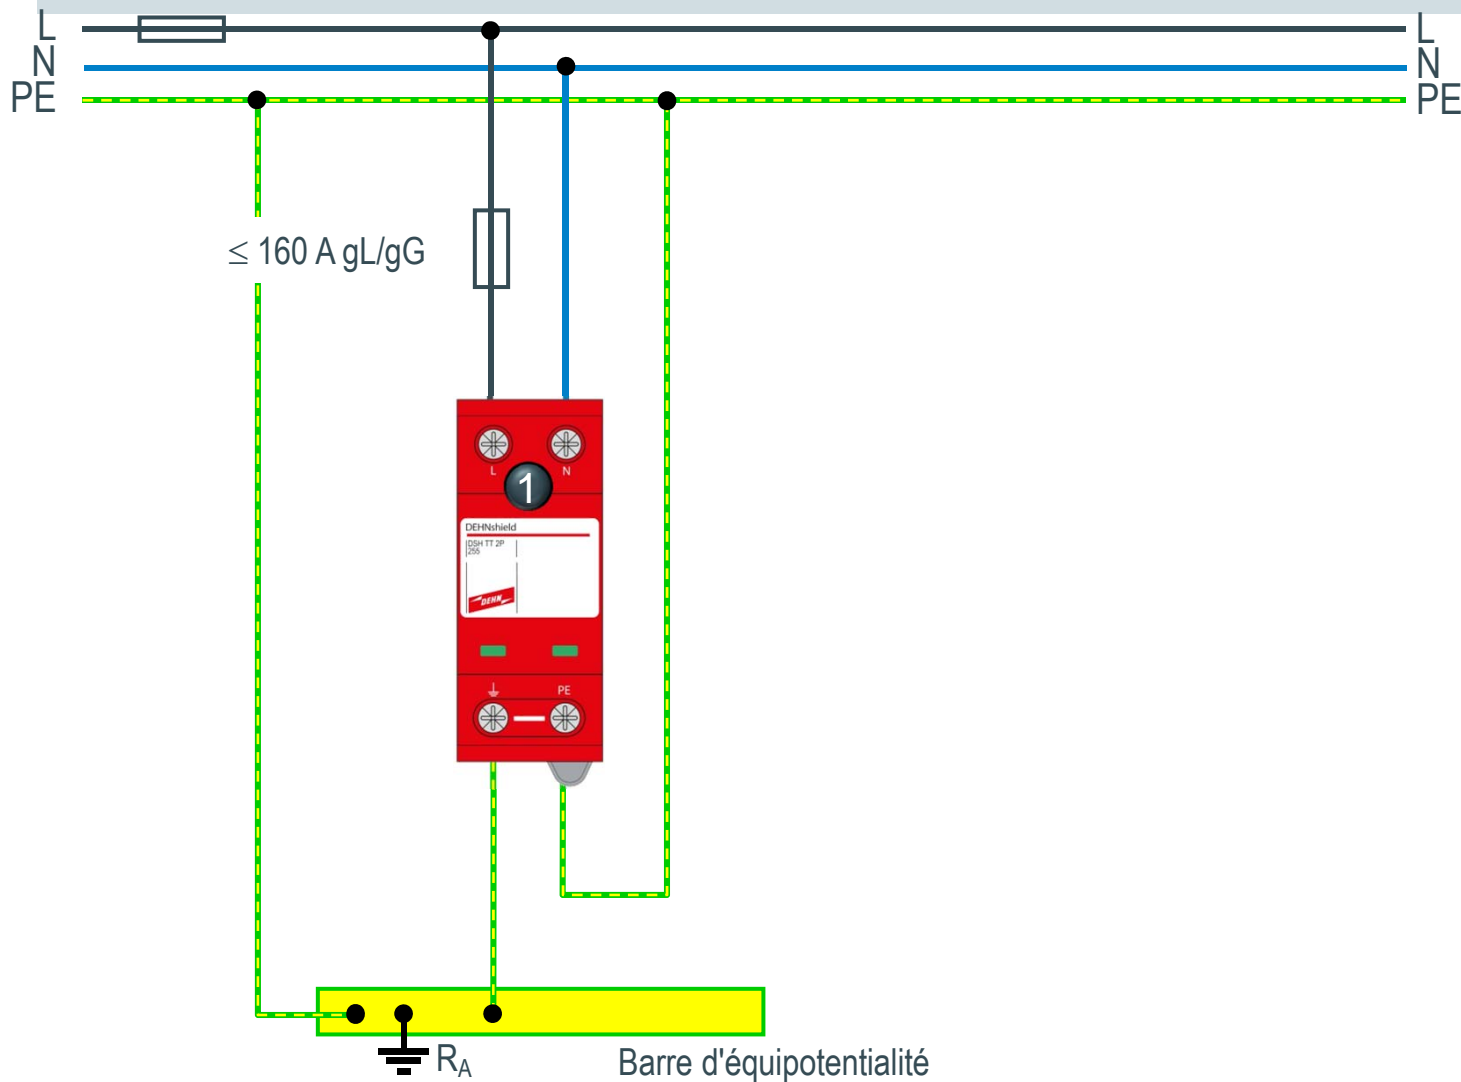 L
L
N
N
PE
PE
≤ 160 A gL/gG
L
N
1
DEHNshield
DSH TT 2P
255
DEHN
PE
RA
Barre d'équipotentialité